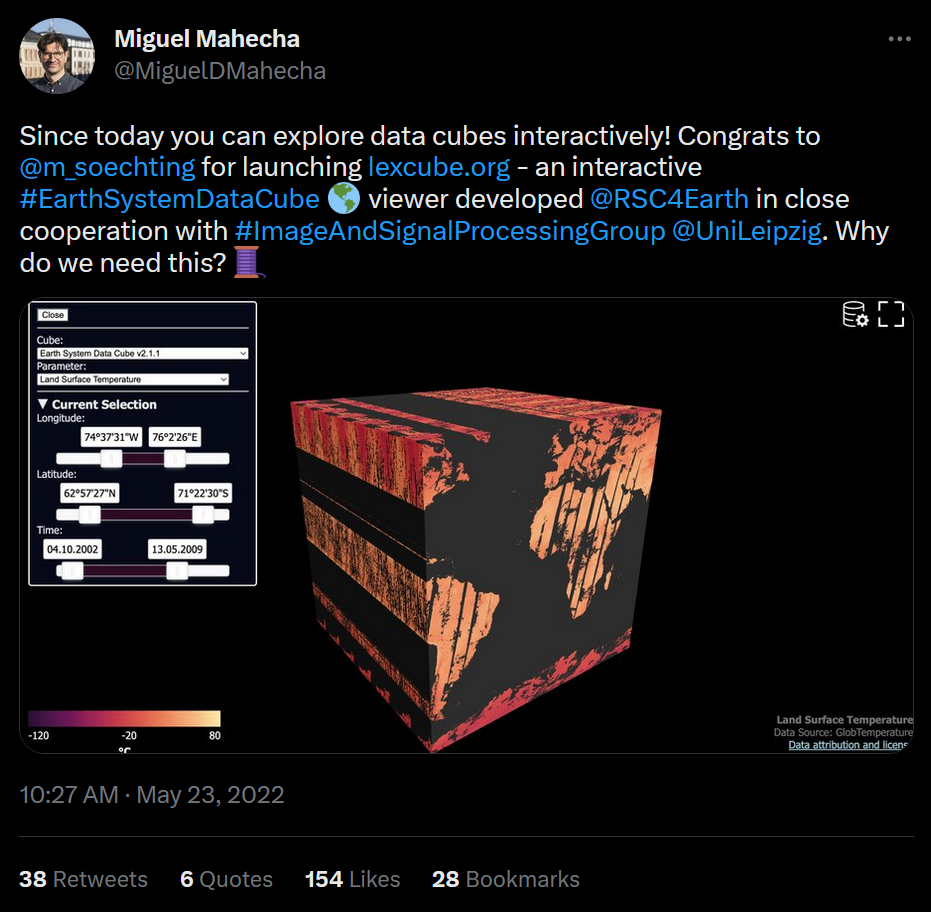 Miguel Mahecha
@MiguelDMahecha
Since today you can explore data cubes interactively! Congrats to
@m_soechting for launching lexcube.org - an interactive
#EarthSystemDataCube 🌎 viewer developed @RSC4Earth in close
cooperation with #ImageAndSignalProcessingGroup @UniLeipzig. Why
do we need this? 🧵
Close
Cube:
Earth System Data Cube v2.1.1
Parameter:
Land Surface Temperature
▼ Current Selection
Longitude:
74°37'31"W 76°2'26"E
Latitude:
62°57'27"N 71°22'30"S
Time:
04.10.2002 13.05.2009
-120 -20 80
°C
Land Surface Temperature
Data Source: GlobTemperature
Data attribution and licens
10:27 AM · May 23, 2022
38 Retweets 6 Quotes 154 Likes 28 Bookmarks